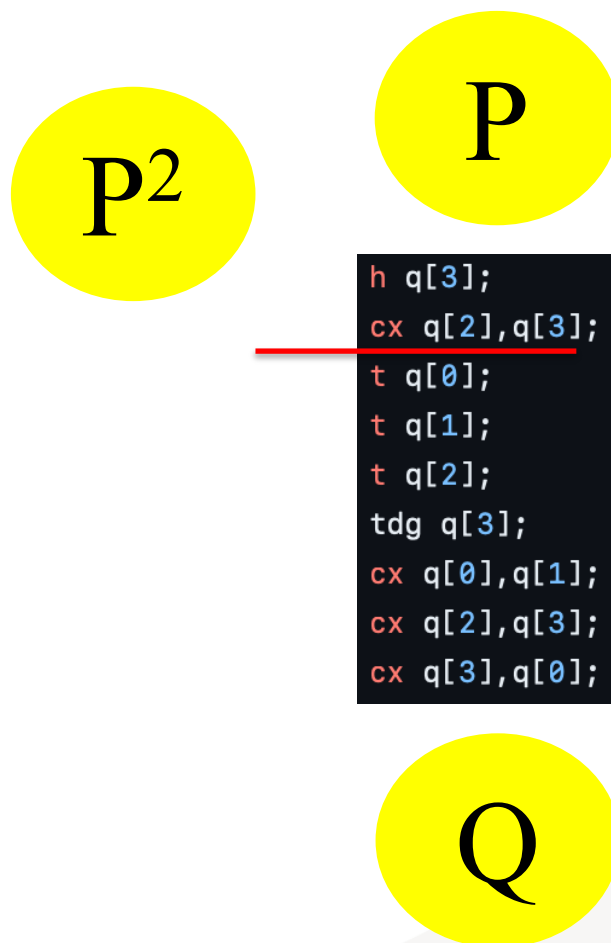 P
P²
h q[3];
cx q[2],q[3];
t q[0];
t q[1];
t q[2];
tdg q[3];
cx q[0],q[1];
cx q[2],q[3];
cx q[3],q[0];
Q